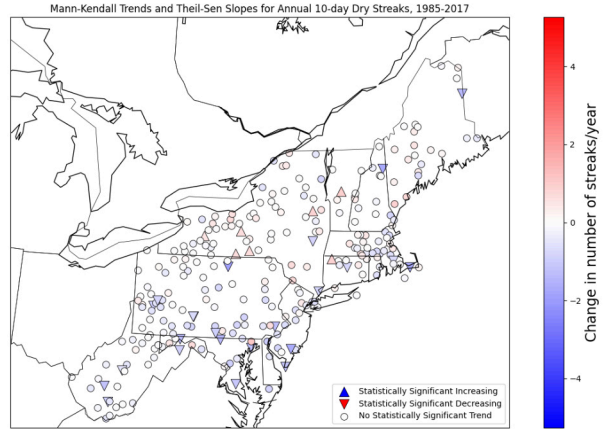 Mann-Kendall Trends and Theil-Sen Slopes for Annual 10-day Dry Streaks, 1985-2017
4
2
0
−2
−4
Change in number of streaks/year
Statistically Significant Increasing
Statistically Significant Decreasing
No Statistically Significant Trend